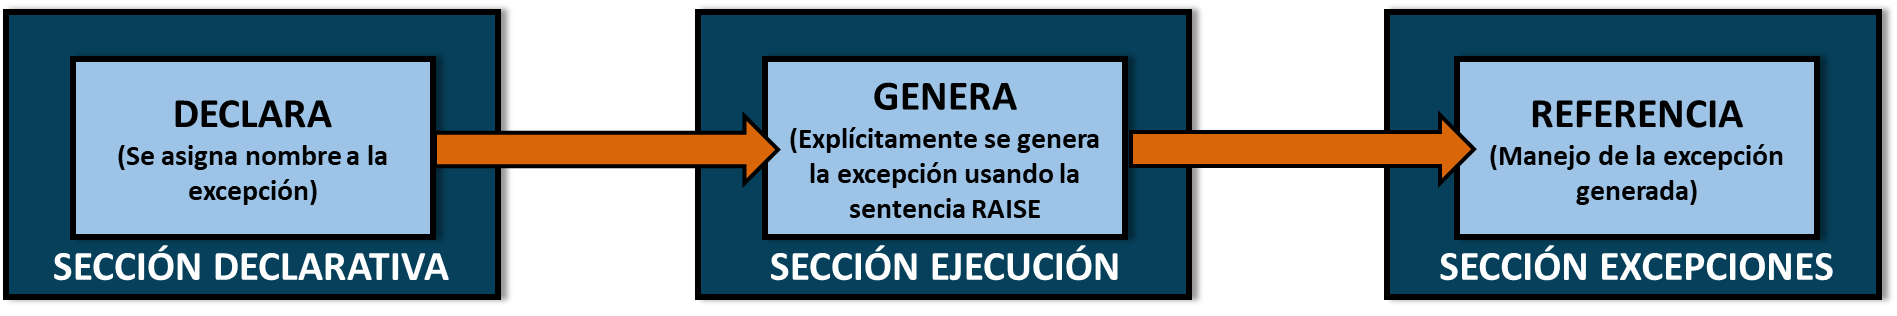 DECLARA
(Se asigna nombre a la
excepción)
SECCIÓN DECLARATIVA
GENERA
(Explícitamente se genera
la excepción usando la
sentencia RAISE
SECCIÓN EJECUCIÓN
REFERENCIA
(Manejo de la excepción
generada)
SECCIÓN EXCEPCIONES